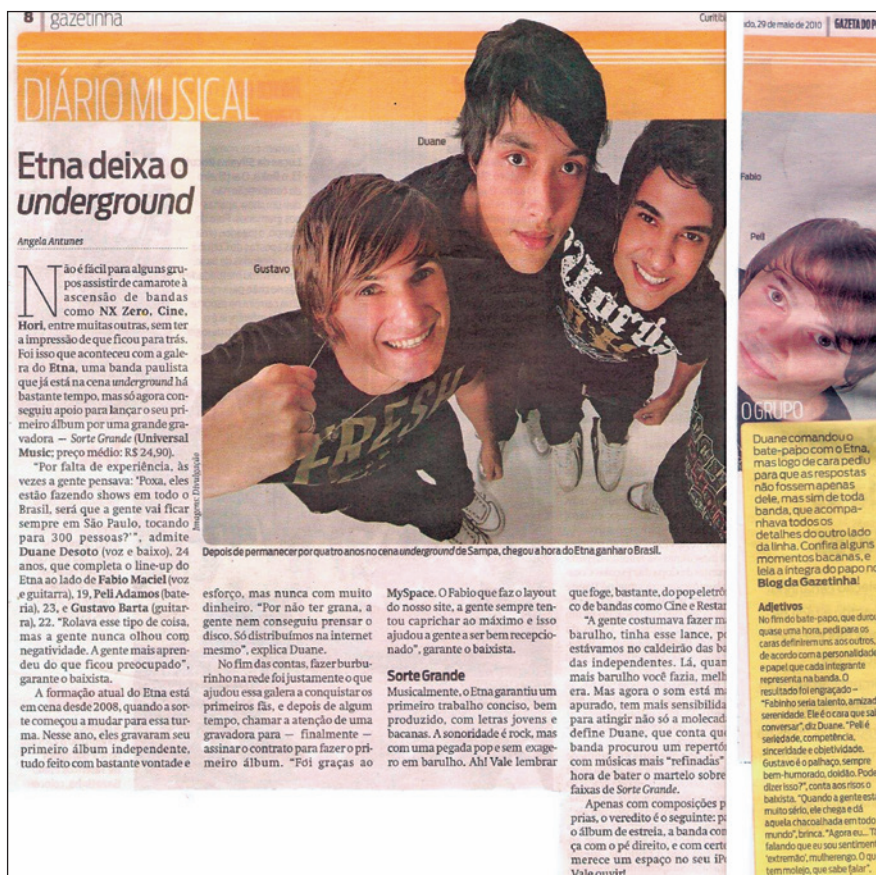 8 | gazetinha
Curitib
do, 29 de maio de 2010 GAZETA DO P
DIÁRIO MUSICAL
Etna deixa o
underground
Angela Antunes
Não é fácil para alguns gru-
pos assistir de camarote à
ascensão de bandas
como NX Zero, Cine,
Hori, entre muitas outras, sem ter
a impressão de que ficou para trás.
Foi isso que aconteceu com a gale-
ra do Etna, uma banda paulista
que já está na cena underground há
bastante tempo, mas só agora con-
seguiu apoio para lançar o seu pri-
meiro álbum por uma grande gra-
vadora — Sorte Grande (Universal
Music; preço médio: R$ 24,90).
"Por falta de experiência, às
vezes a gente pensava: 'Poxa, eles
estão fazendo shows em todo o
Brasil, será que a gente vai ficar
sempre em São Paulo, tocando
para 300 pessoas?'", admite
Duane Desoto (voz e baixo), 24
anos, que completa o line-up do
Etna ao lado de Fabio Maciel (voz
e guitarra), 19, Peli Adamos (bate-
ria), 23, e Gustavo Barta (guitar-
ra), 22. "Rolava esse tipo de coisa,
mas a gente nunca olhou com
negatividade. A gente mais apren-
deu do que ficou preocupado",
garante o baixista.
A formação atual do Etna está
em cena desde 2008, quando a sor-
te começou a mudar para essa tur-
ma. Nesse ano, eles gravaram seu
primeiro álbum independente,
tudo feito com bastante vontade e
Duane
Gustavo
FRESH
Imagens: Divulgação
Depois de permanecer por quatro anos no cena underground de Sampa, chegou a hora do Etna ganhar o Brasil.
esforço, mas nunca com muito
dinheiro. "Por não ter grana, a
gente nem conseguiu prensar o
disco. Só distribuímos na internet
mesmo", explica Duane.
No fim das contas, fazer burbu-
rinho na rede foi justamente o que
ajudou essa galera a conquistar os
primeiros fãs, e depois de algum
tempo, chamar a atenção de uma
gravadora para — finalmente —
assinar o contrato para fazer o pri-
meiro álbum. "Foi graças ao
MySpace. O Fabio que faz o layout
do nosso site, a gente sempre ten-
tou caprichar ao máximo e isso
ajudou a gente a ser bem recepcio-
nado", garante o baixista.
Sorte Grande
Musicalmente, o Etna garantiu um
primeiro trabalho conciso, bem
produzido, com letras jovens e
bacanas. A sonoridade é rock, mas
com uma pegada pop e sem exage-
ro em barulho. Ah! Vale lembrar
que foge, bastante, do pop eletrô
co de bandas como Cine e Restar
"A gente costumava fazer m
barulho, tinha esse lance, p
estávamos no caldeirão das ba
das independentes. Lá, quan
mais barulho você fazia, melh
era. Mas agora o som está ma
apurado, tem mais sensibilida
para atingir não só a molecad
define Duane, que conta que
banda procurou um repertó
com músicas mais "refinadas"
hora de bater o martelo sobre
faixas de Sorte Grande.
Apenas com composições p
prias, o veredito é o seguinte: pa
o álbum de estreia, a banda com
ça com o pé direito, e com certe
merece um espaço no seu iPo
Vale ouvir!
Fabio
Peli
O GRUPO
Duane comandou o
bate-papo com o Etna,
mas logo de cara pediu
para que as respostas
não fossem apenas
dele, mas sim de toda
banda, que acompa-
nhava todos os
detalhes do outro lado
da linha. Confira alguns
momentos bacanas, e
leia a íntegra do papo no
Blog da Gazetinha!
Adjetivos
No fim do bate-papo, que durou
quase uma hora, pedi para os
caras definirem uns aos outros,
de acordo com a personalidade
e papel que cada integrante
representa na banda. O
resultado foi engraçado –
"Fabinho seria talento, amizad
serenidade. Ele é o cara que sab
conversar", diz Duane. "Peli é
seriedade, competência,
sinceridade e objetividade.
Gustavo é o palhaço, sempre
bem-humorado, doidão. Pode
dizer isso?", conta aos risos o
baixista. "Quando a gente está
muito sério, ele chega e dá
aquela chacoalhada em todo
mundo", brinca. "Agora eu... Tá
falando que eu sou sentiment
'extremão', mulherengo. O que
tem molejo, que sabe falar",